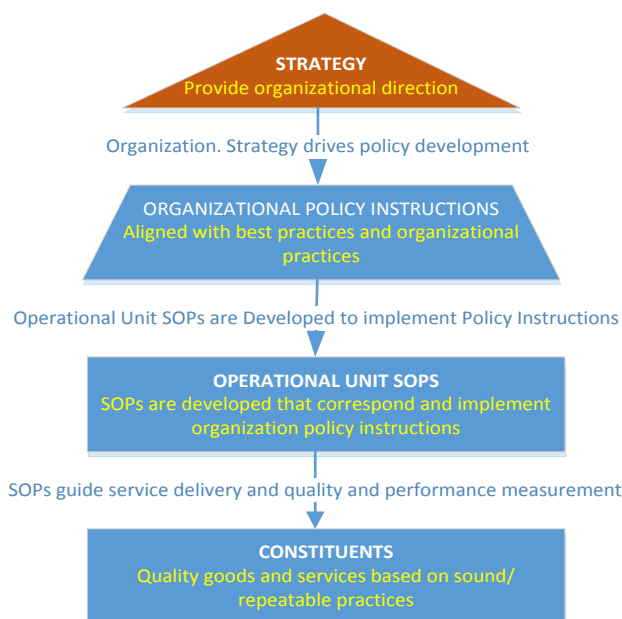 STRATEGY
Provide organizational direction
Organization. Strategy drives policy development
ORGANIZATIONAL POLICY INSTRUCTIONS
Aligned with best practices and organizational
practices
Operational Unit SOPs are Developed to implement Policy Instructions
OPERATIONAL UNIT SOPS
SOPs are developed that correspond and implement
organization policy instructions
SOPs guide service delivery and quality and performance measurement
CONSTITUENTS
Quality goods and services based on sound/
repeatable practices